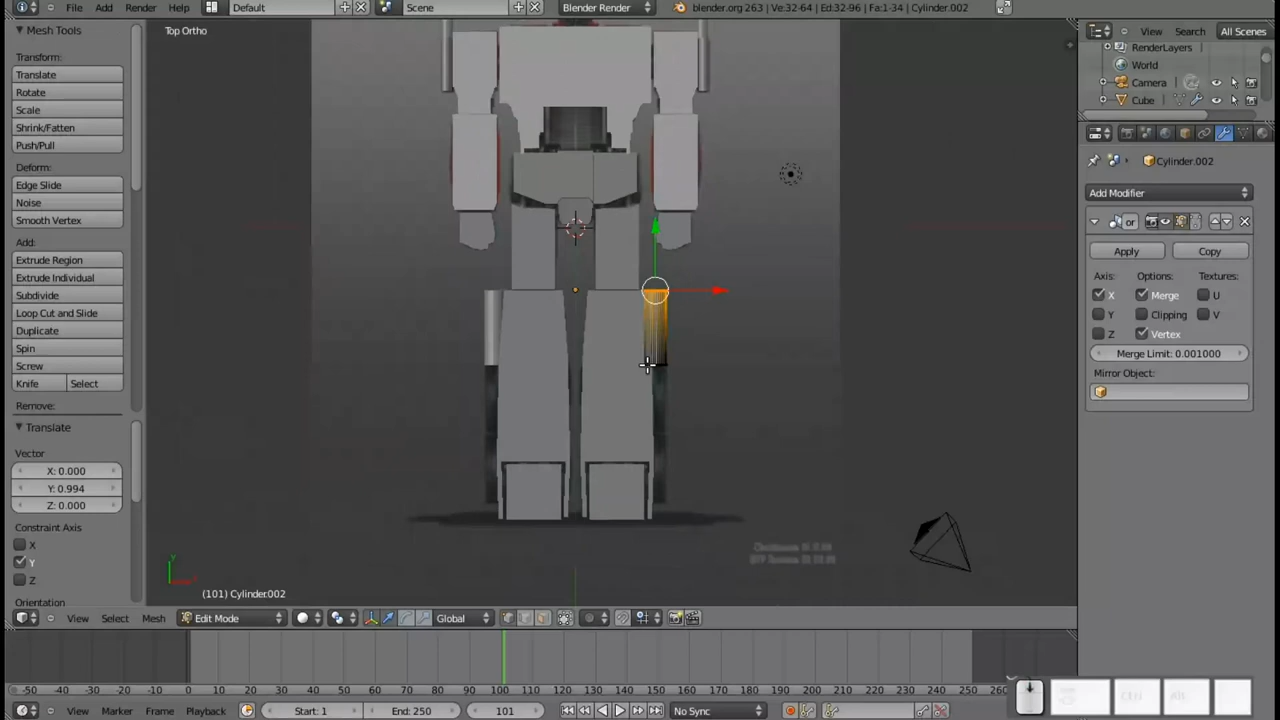 File Add Render Help Default Scene Blender Render blender.org 263 | Ve:32-64 | Ed:32-96 | Fa:1-34 | Cylinder.002
Mesh Tools
Transform:
Translate
Rotate
Scale
Shrink/Fatten
Push/Pull
Deform:
Edge Slide
Noise
Smooth Vertex
Add:
Extrude Region
Extrude Individual
Subdivide
Loop Cut and Slide
Duplicate
Spin
Screw
Knife Select
Remove:
Translate
Vector
X: 0.000
Y: 0.994
Z: 0.000
Constraint Axis
X
Y
Z
Orientation
Top Ortho
(101) Cylinder.002
View Select Mesh Edit Mode Global
-50 -40 -30 -20 -10 0 10 20 30 40 50 60 70 80 90 100 110 120 130 140 150 160 170 180 190 200 210 220 230 240 250 260
View Marker Frame Playback Start: 1 End: 250 101 No Sync
View Search All Scenes
RenderLayers
World
Camera
Cube
Cylinder.002
Add Modifier
or
Apply Copy
Axis: Options: Textures:
X Merge U
Y Clipping V
Z Vertex
Merge Limit: 0.001000
Mirror Object: